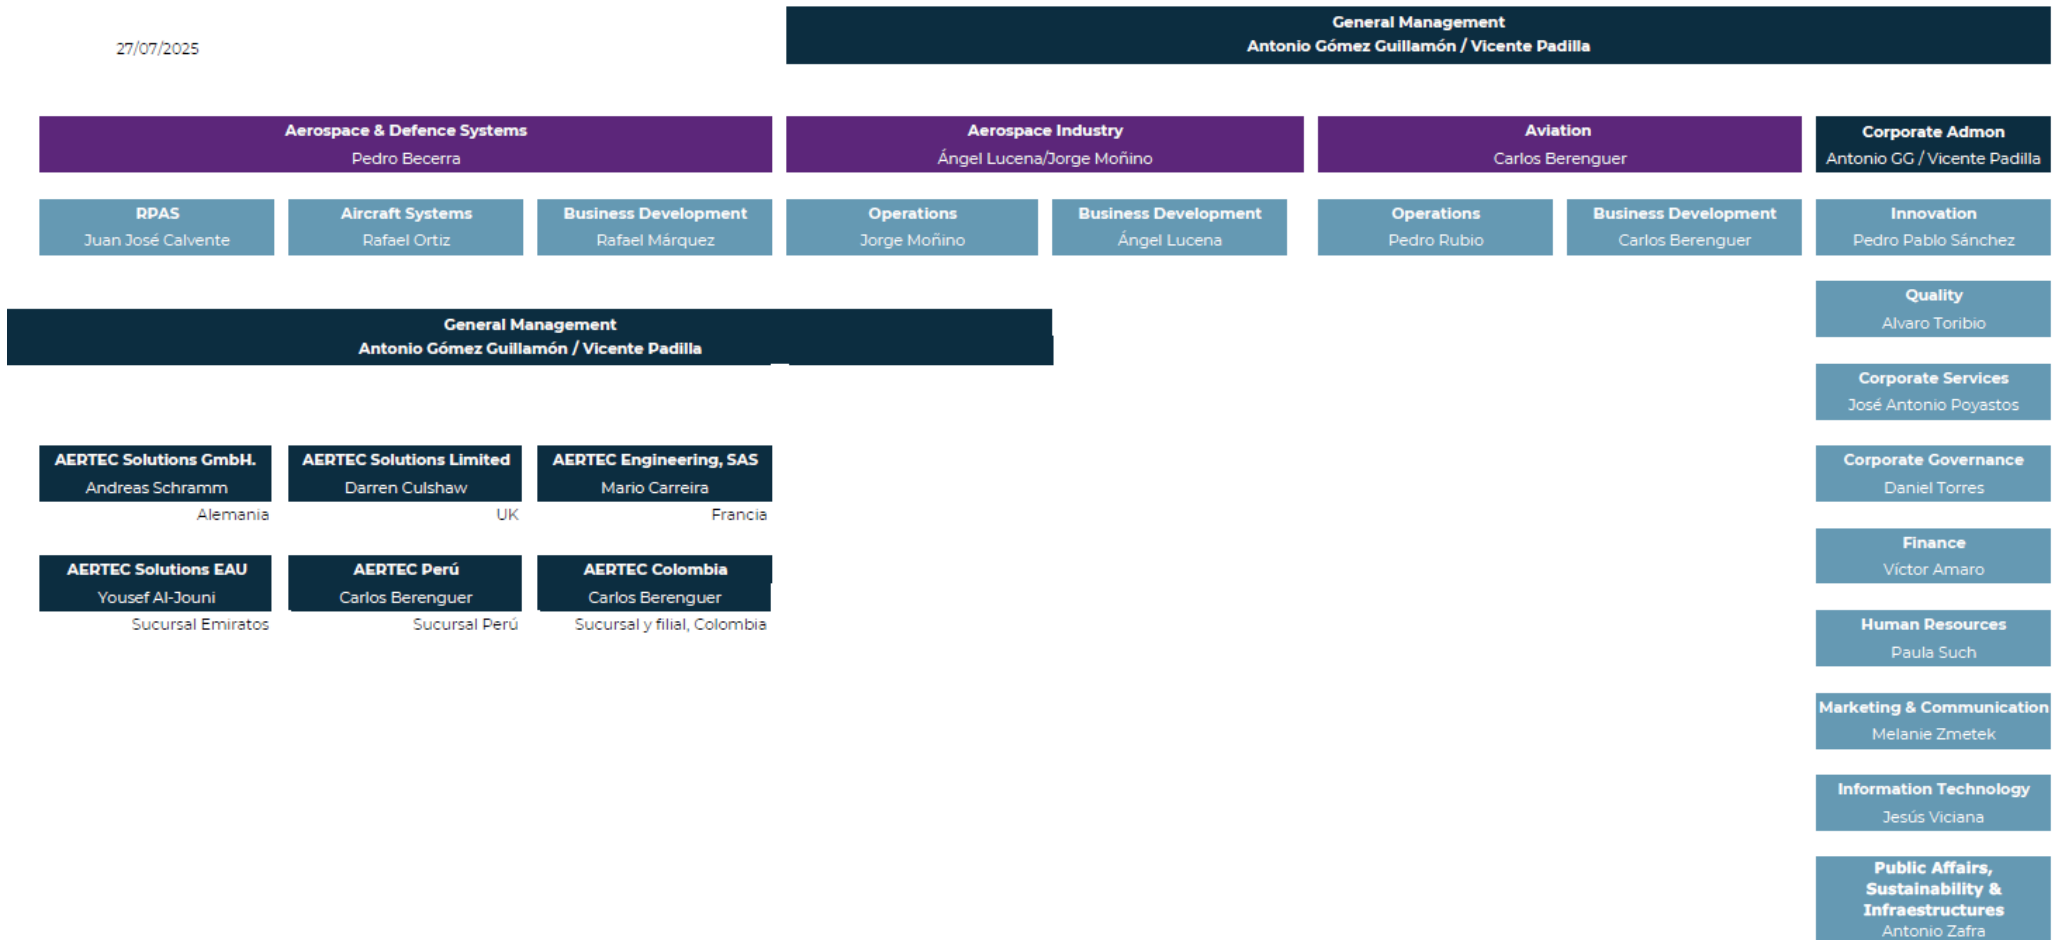 General Management
Antonio Gómez Guillamón / Vicente Padilla
27/07/2025
Aerospace & Defence Systems
Pedro Becerra
Aerospace Industry
Ángel Lucena/Jorge Moñino
Aviation
Carlos Berenguer
Corporate Admon
Antonio GG / Vicente Padilla
RPAS
Juan José Calvente
Aircraft Systems
Rafael Ortiz
Business Development
Rafael Márquez
Operations
Jorge Moñino
Business Development
Ángel Lucena
Operations
Pedro Rubio
Business Development
Carlos Berenguer
Innovation
Pedro Pablo Sánchez
Quality
Alvaro Toribio
Corporate Services
José Antonio Poyastos
Corporate Governance
Daniel Torres
Finance
Víctor Amaro
Human Resources
Paula Such
Marketing & Communication
Melanie Zmetek
Information Technology
Jesús Viciana
Public Affairs,
Sustainability &
Infraestructures
Antonio Zafra
General Management
Antonio Gómez Guillamón / Vicente Padilla
AERTEC Solutions GmbH.
Andreas Schramm
Alemania
AERTEC Solutions Limited
Darren Culshaw
UK
AERTEC Engineering, SAS
Mario Carreira
Francia
AERTEC Solutions EAU
Yousef Al-Jouni
Sucursal Emiratos
AERTEC Perú
Carlos Berenguer
Sucursal Perú
AERTEC Colombia
Carlos Berenguer
Sucursal y filial, Colombia